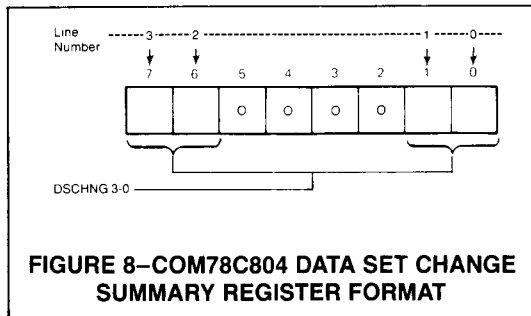 Line ------- 3 ---- 2 ------------------------------- 1 ---- 0 ----
Number
7 6 5 4 3 2 1 0
0 0 0 0
DSCHNG 3-0
FIGURE 8–COM78C804 DATA SET CHANGE
SUMMARY REGISTER FORMAT